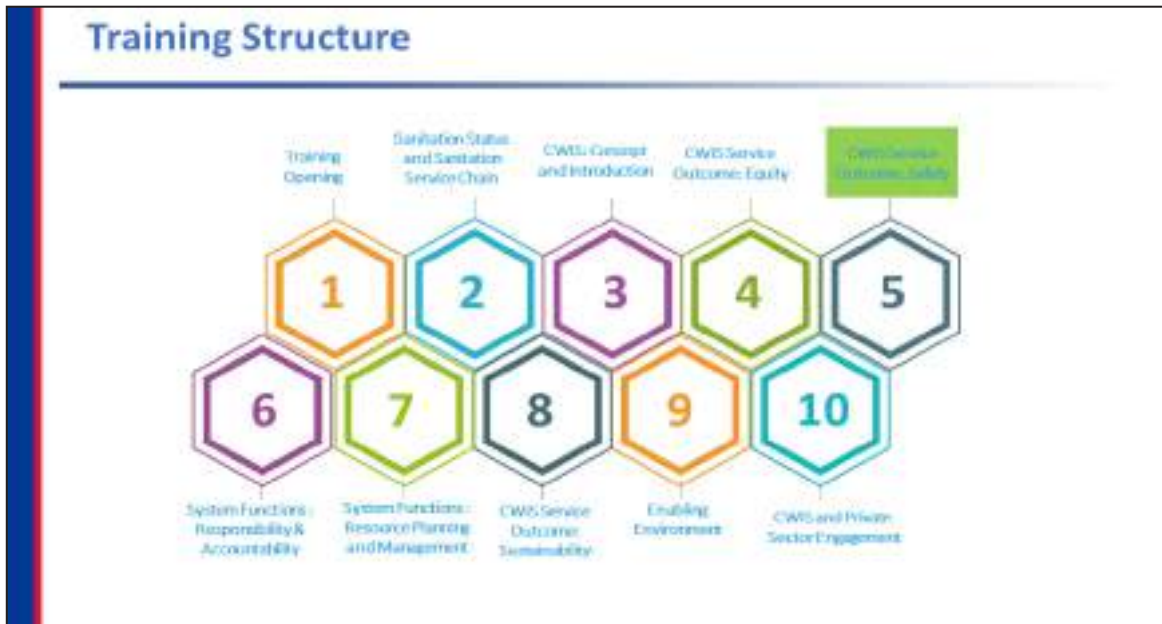 Training Structure
Training
Opening
Sanitation Status
and Sanitation
Service Chain
CWIS: Concept
and Introduction
CWIS Service
Outcome: Equity
CWIS Service
Outcome: Safety
1
2
3
4
5
6
7
8
9
10
System Functions :
Responsibility &
Accountability
System Functions :
Resource Planning
and Management
CWIS Service
Outcome:
Sustainability
Enabling
Environment
CWIS and Private
Sector Engagement